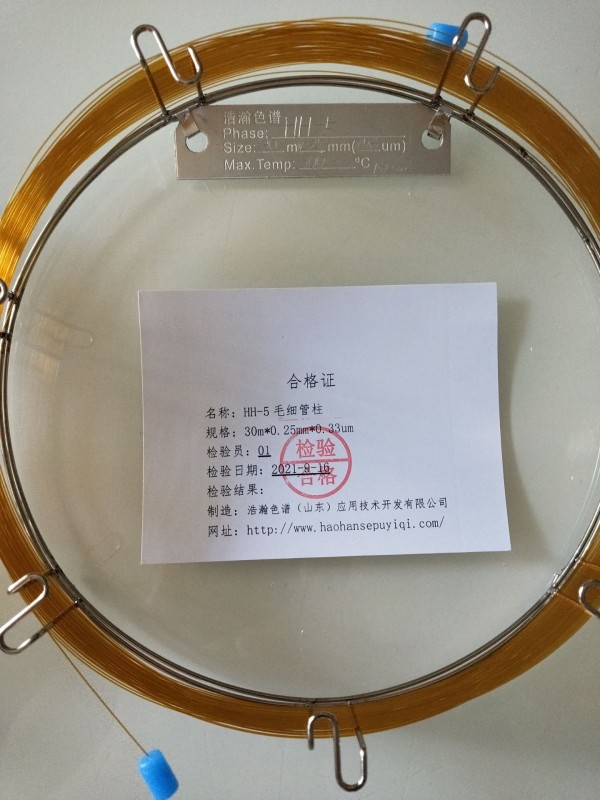 浩瀚色谱
Phase:
Size: m mm( um)
Max.Temp: ℃
合格证
名称：HH-5 毛细管柱
规格：30m*0.25mm*0.33um
检验员：01
检验日期：2021-9-16
检验结果：
检验
合格
制造：浩瀚色谱（山东）应用技术开发有限公司
网址：http://www.haohansepuyiqi.com/